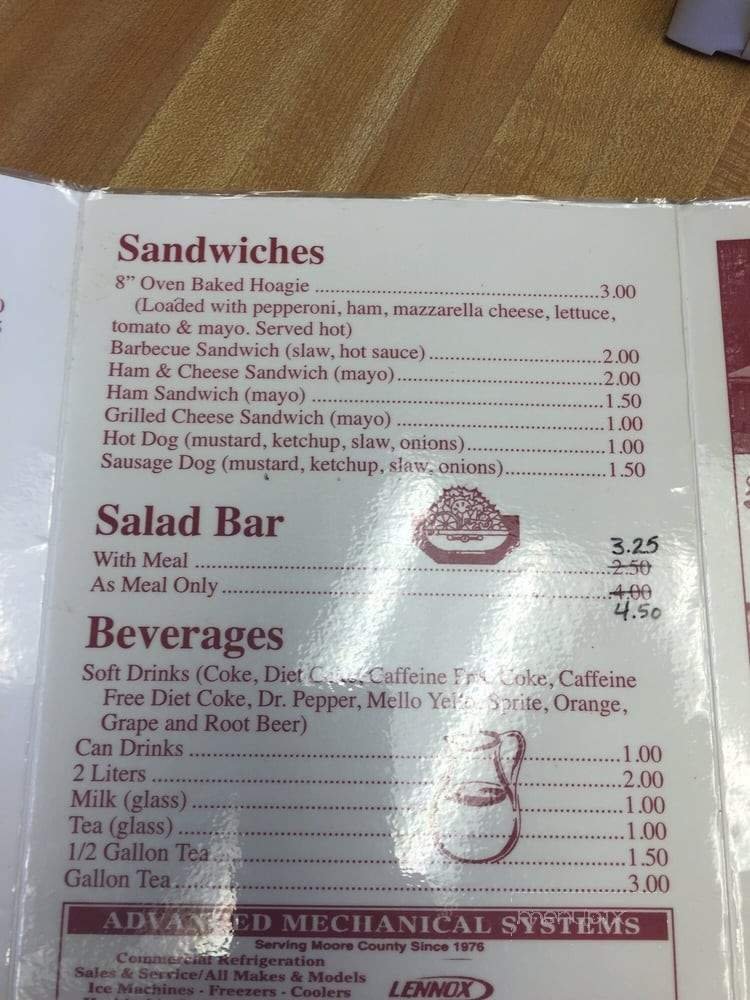 Sandwiches
8" Oven Baked Hoagie ........ 3.00
(Loaded with pepperoni, ham, mazzarella cheese, lettuce,
tomato & mayo. Served hot)
Barbecue Sandwich (slaw, hot sauce) ........ 2.00
Ham & Cheese Sandwich (mayo) ........ 2.00
Ham Sandwich (mayo) ........ 1.50
Grilled Cheese Sandwich (mayo) ........ 1.00
Hot Dog (mustard, ketchup, slaw, onions) ........ 1.00
Sausage Dog (mustard, ketchup, slaw, onions) ........ 1.50
Salad Bar
3.25
With Meal ........ 2.50
As Meal Only ........ 4.00
4.50
Beverages
Soft Drinks (Coke, Diet Coke, Caffeine Free Coke, Caffeine
Free Diet Coke, Dr. Pepper, Mello Yello, Sprite, Orange,
Grape and Root Beer)
Can Drinks ........ 1.00
2 Liters ........ 2.00
Milk (glass) ........ 1.00
Tea (glass) ........ 1.00
1/2 Gallon Tea ........ 1.50
Gallon Tea ........ 3.00
ADVANCED MECHANICAL SYSTEMS
menupix
Serving Moore County Since 1976
Commercial Refrigeration
Sales & Service/All Makes & Models
Ice Machines - Freezers - Coolers
LENNOX